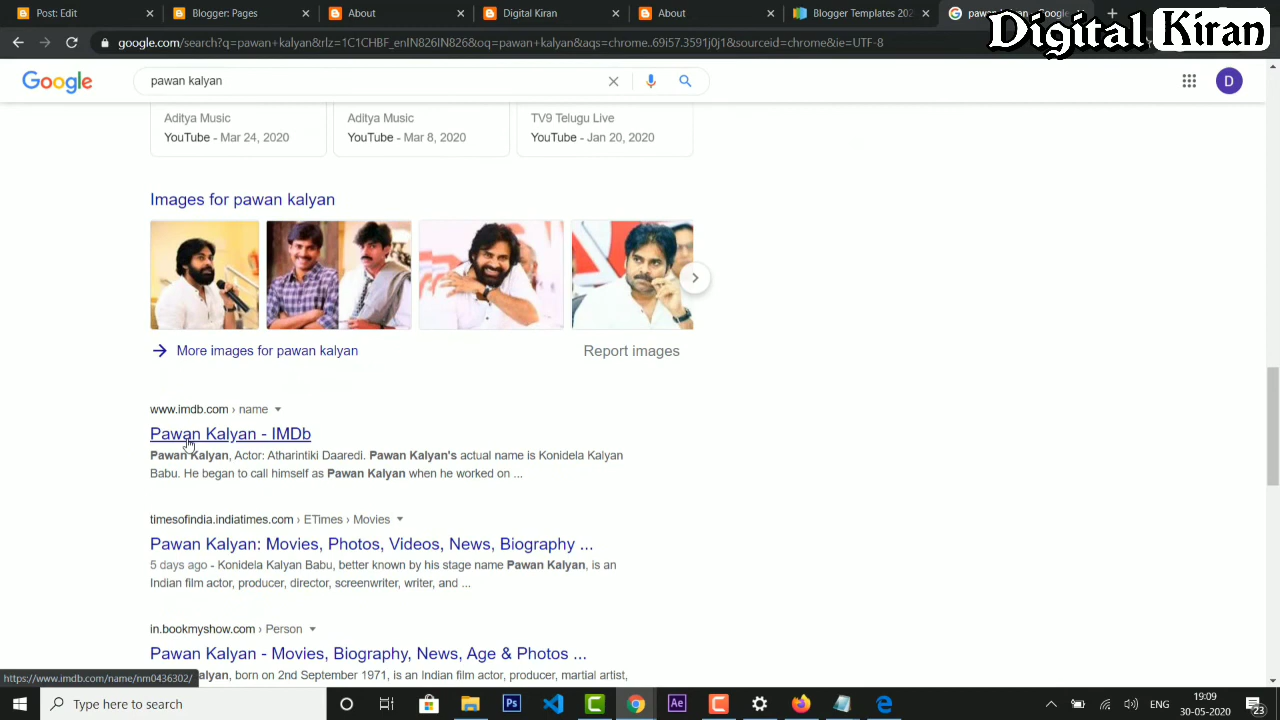 Post: Edit
Blogger: Pages
About
Digital Kiran
About
Blogger Templates 202
Digital Kiran
google.com/search?q=pawan+kalyan&rlz=1C1CHBF_enIN826IN826&oq=pawan+kalyan&aqs=chrome..69i57.3591j0j1&sourceid=chrome&ie=UTF-8
Google
pawan kalyan
D
Aditya Music
YouTube - Mar 24, 2020
Aditya Music
YouTube - Mar 8, 2020
TV9 Telugu Live
YouTube - Jan 20, 2020
Images for pawan kalyan
More images for pawan kalyan
Report images
www.imdb.com › name
Pawan Kalyan - IMDb
Pawan Kalyan, Actor: Atharintiki Daaredi. Pawan Kalyan's actual name is Konidela Kalyan
Babu. He began to call himself as Pawan Kalyan when he worked on ...
timesofindia.indiatimes.com › ETimes › Movies
Pawan Kalyan: Movies, Photos, Videos, News, Biography ...
5 days ago - Konidela Kalyan Babu, better known by his stage name Pawan Kalyan, is an
Indian film actor, producer, director, screenwriter, writer, and ...
in.bookmyshow.com › Person
Pawan Kalyan - Movies, Biography, News, Age & Photos ...
alyan, born on 2nd September 1971, is an Indian film actor, producer, martial artist,
https://www.imdb.com/name/nm0436302/
Type here to search
Ps
Ae
ENG
19:09
30-05-2020
23